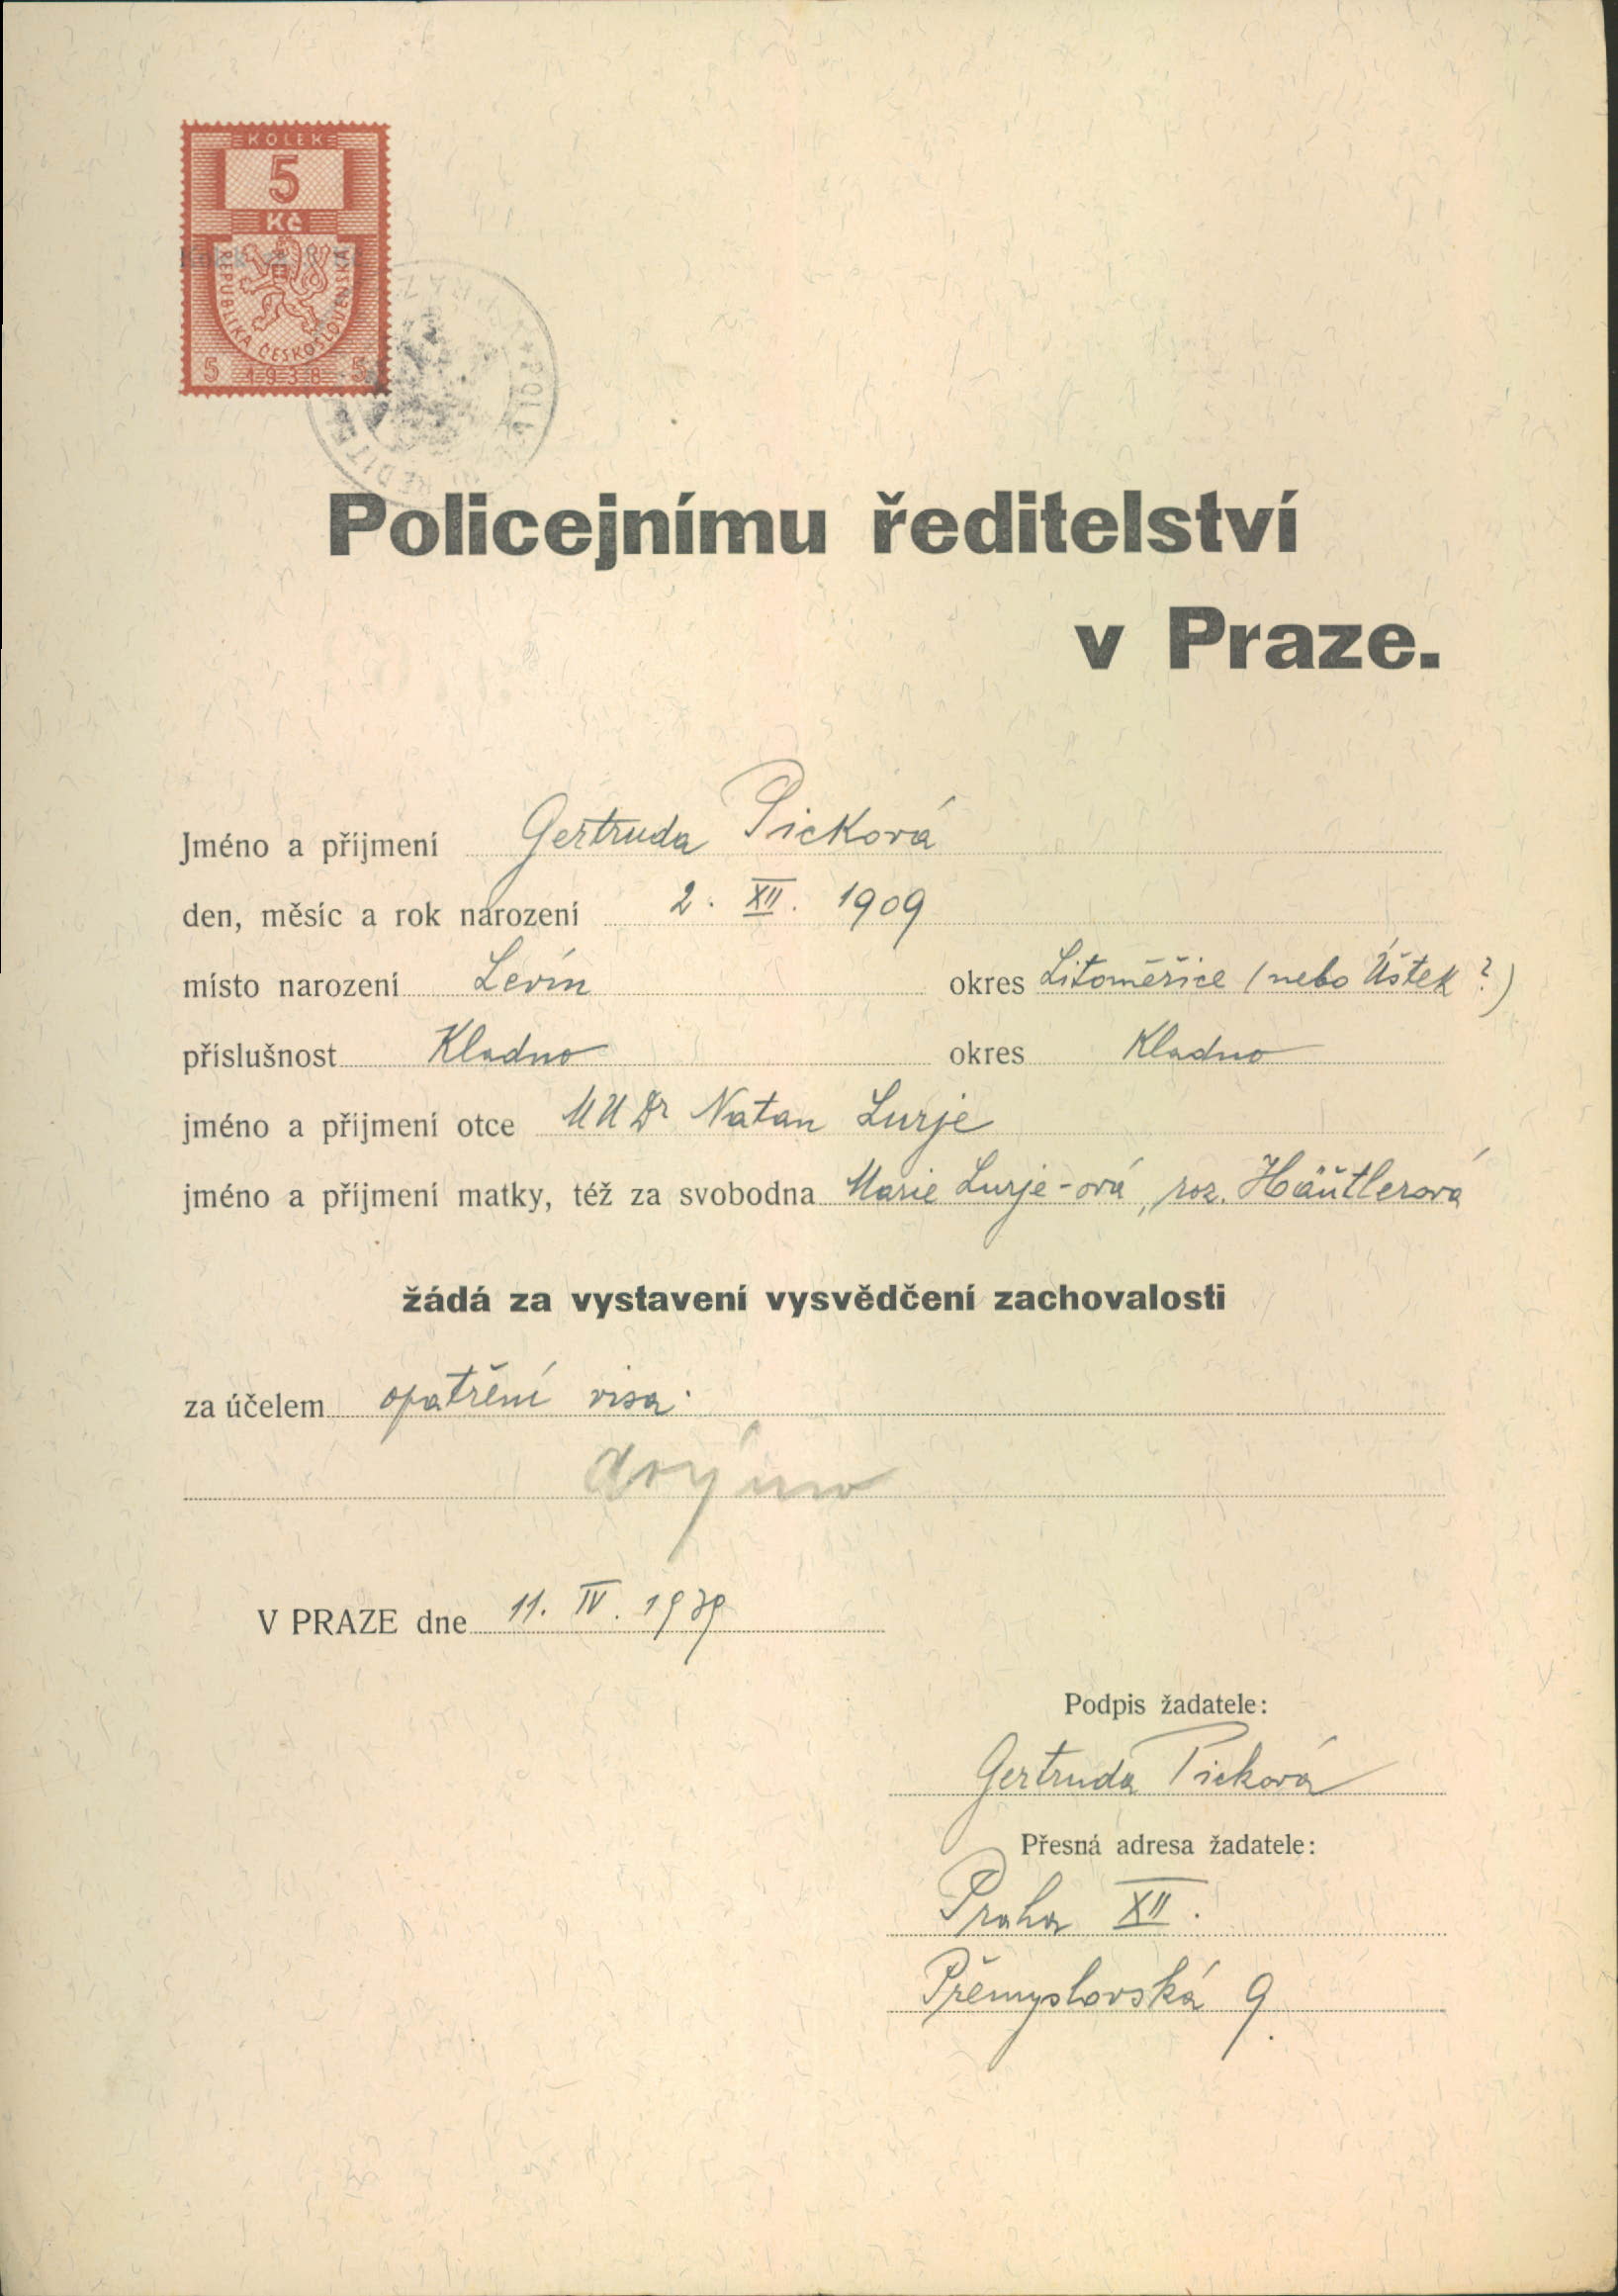 KOLEK
5
Kč
REPUBLIKA ČESKOSLOVENSKÁ
5 1938 5
Policejnímu ředitelství
v Praze.
Jméno a příjmení Gertruda Picková
den, měsíc a rok narození 2. XII. 1909
místo narození Levín okres Litoměřice (nebo Úštek?)
příslušnost Kladno okres Kladno
jméno a příjmení otce MUDr Natan Lurje
jméno a příjmení matky, též za svobodna Marie Lurje-ová, roz. Häutlerová
žádá za vystavení vysvědčení zachovalosti
za účelem opatření visa.
V PRAZE dne 11. IV. 1939
Podpis žadatele:
Gertruda Picková
Přesná adresa žadatele:
Praha XII.
Přemyslovská 9.